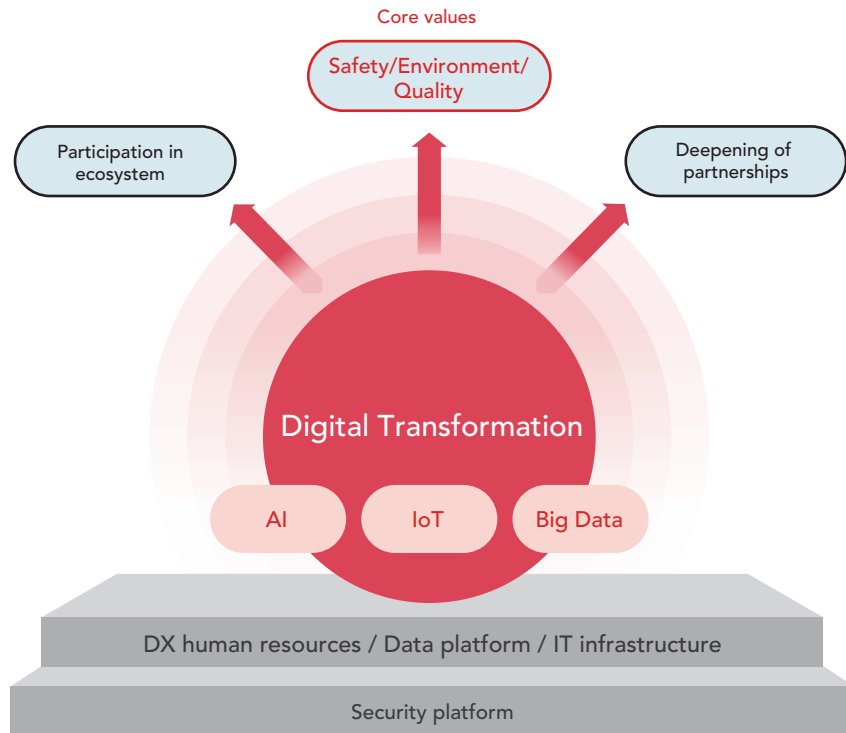 Core values
Safety/Environment/
Quality
Participation in
ecosystem
Deepening of
partnerships
Digital Transformation
AI
IoT
Big Data
DX human resources / Data platform / IT infrastructure
Security platform